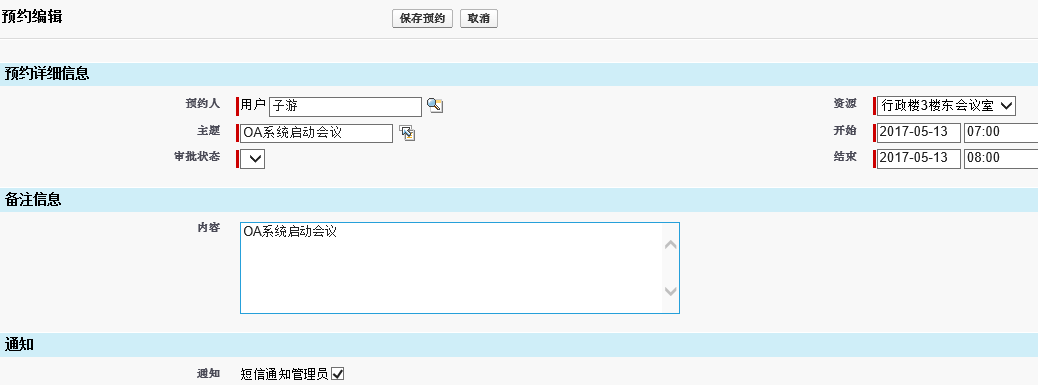 预约编辑 保存预约 取消
预约详细信息
预约人 用户 子游 资源 行政楼3楼东会议室
主题 OA系统启动会议 开始 2017-05-13 07:00
审批状态 结束 2017-05-13 08:00
备注信息
内容 OA系统启动会议
通知
通知 短信通知管理员